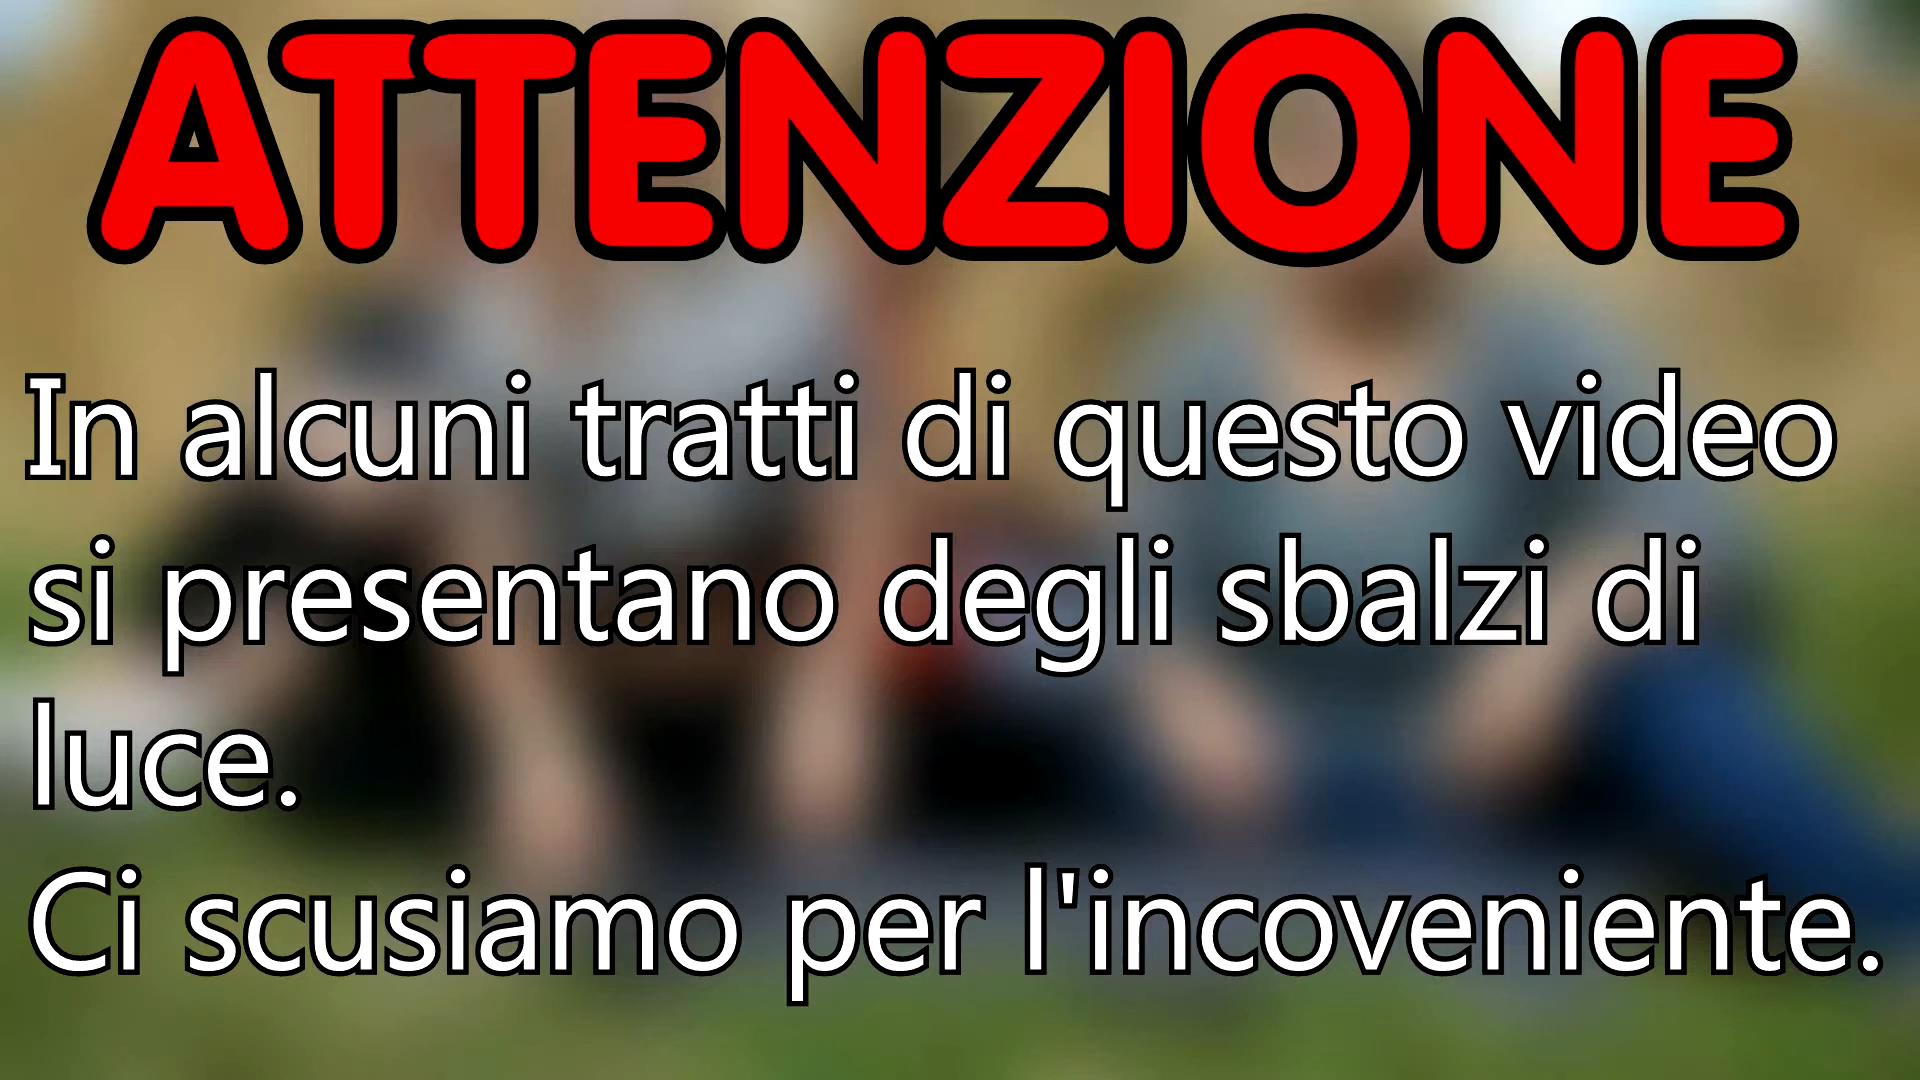 ATTENZIONE
In alcuni tratti di questo video
si presentano degli sbalzi di
luce.
Ci scusiamo per l'incoveniente.